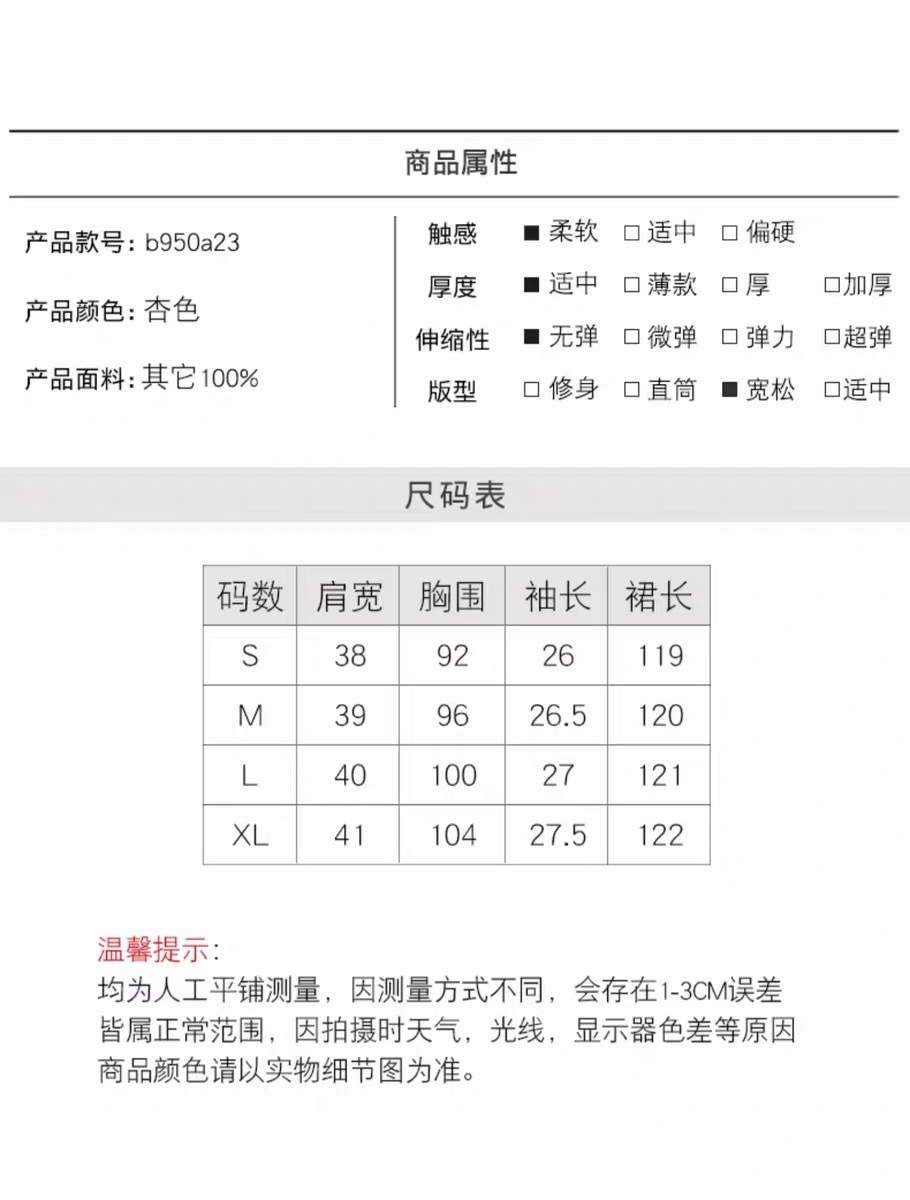 商品属性
产品款号: b950a23
产品颜色: 杏色
产品面料: 其它100%
触感 ■ 柔软 □ 适中 □ 偏硬
厚度 ■ 适中 □ 薄款 □ 厚 □加厚
伸缩性 ■ 无弹 □ 微弹 □ 弹力 □超弹
版型 □ 修身 □ 直筒 ■ 宽松 □适中
尺码表
码数 肩宽 胸围 袖长 裙长
S 38 92 26 119
M 39 96 26.5 120
L 40 100 27 121
XL 41 104 27.5 122
温馨提示:
均为人工平铺测量，因测量方式不同，会存在1-3CM误差
皆属正常范围，因拍摄时天气，光线，显示器色差等原因
商品颜色请以实物细节图为准。